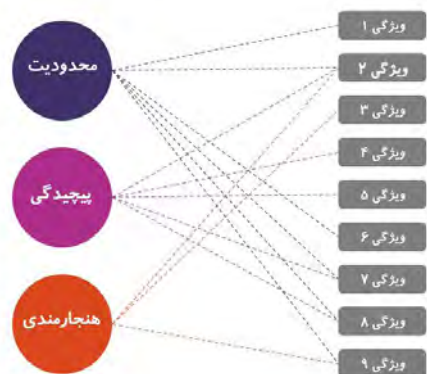 محدودیت
پیچیدگی
هنجارمندی
ویژگی ۱
ویژگی ۲
ویژگی ۳
ویژگی ۴
ویژگی ۵
ویژگی ۶
ویژگی ۷
ویژگی ۸
ویژگی ۹